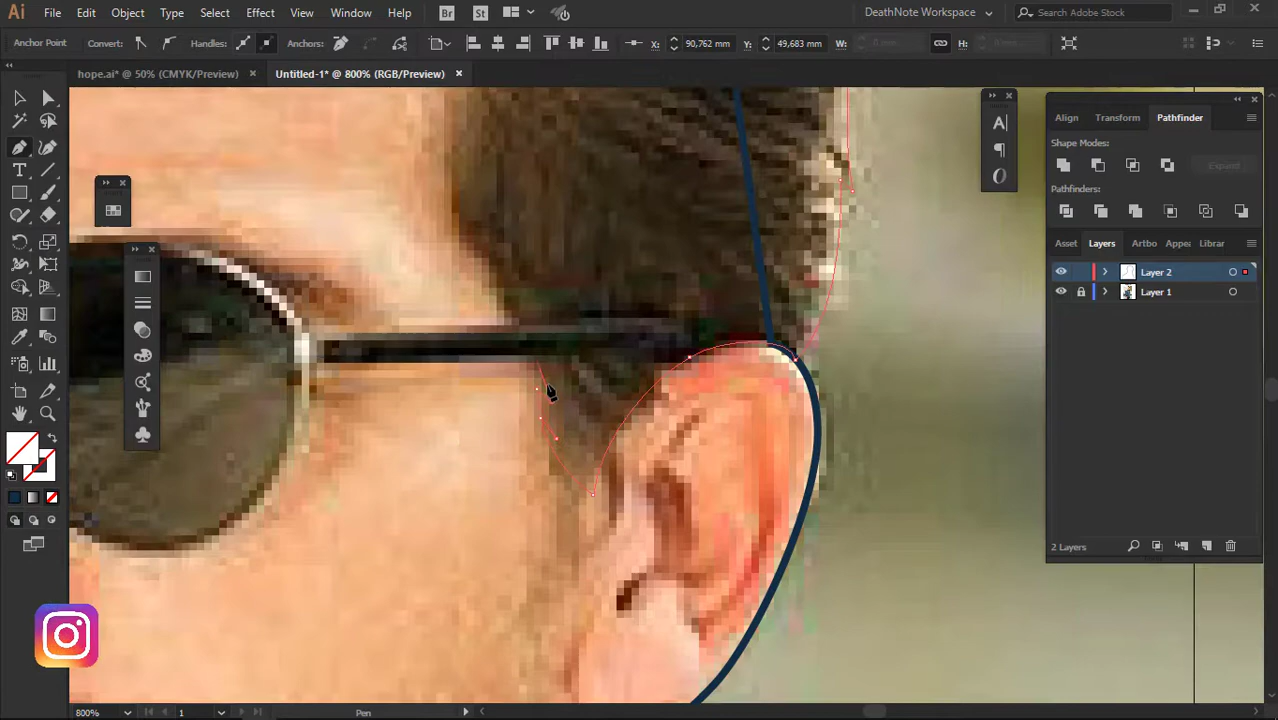 Ai File Edit Object Type Select Effect View Window Help Br St DeathNote Workspace Search Adobe Stock
Anchor Point Convert: Handles: Anchors: X: 90,762 mm Y: 49,683 mm W: H:
hope.ai* @ 50% (CMYK/Preview) × Untitled-1* @ 800% (RGB/Preview) ×
Align Transform Pathfinder
Shape Modes:
Expand
Pathfinders:
Asset Layers Artbo Appea Librar
Layer 2
Layer 1
2 Layers
800% 1 Pen